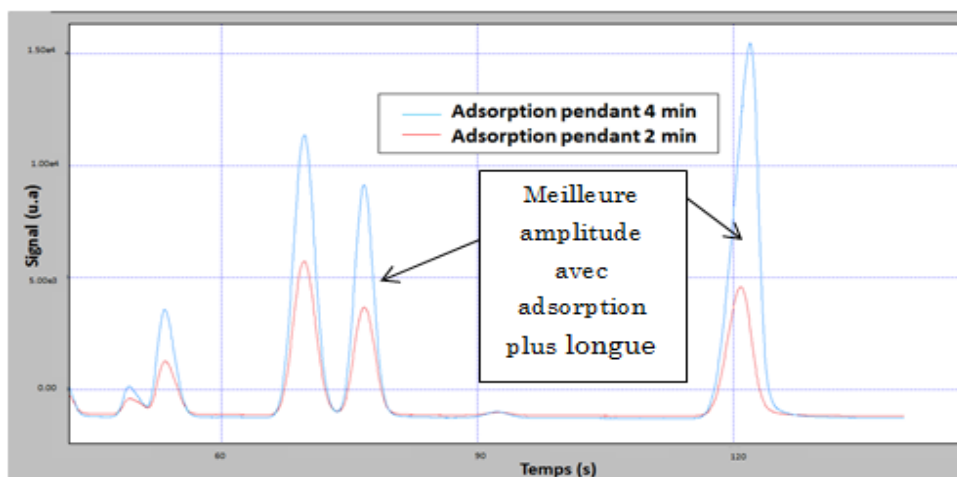 1.50e4
Adsorption pendant 4 min
Adsorption pendant 2 min
1.00e4
Meilleure
amplitude
avec
adsorption
plus longue
Signal (u.a)
5.00e3
0.00
60
90
120
Temps (s)